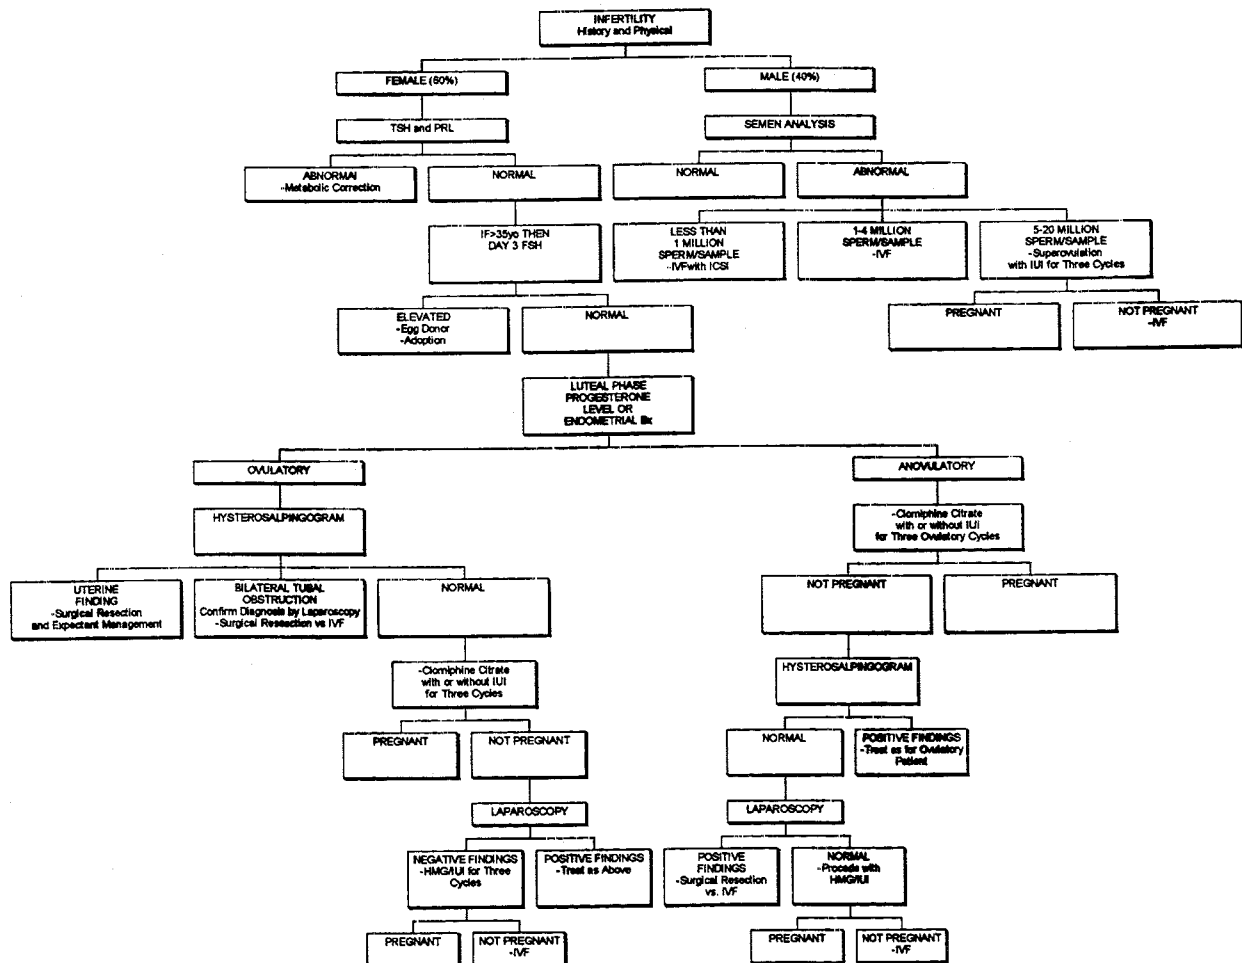 INFERTILITY
History and Physical
FEMALE (60%)
MALE (40%)
TSH and PRL
SEMEN ANALYSIS
ABNORMAl
-Metabolic Correction
NORMAL
NORMAL
ABNORMAL
IF>35yo THEN
DAY 3 FSH
LESS THAN
1 MILLION
SPERM/SAMPLE
-IVFwith ICSI
1-4 MILLION
SPERM/SAMPLE
-IVF
5-20 MILLION
SPERM/SAMPLE
-Superovulation
with IUI for Three Cycles
ELEVATED
-Egg Donor
-Adoption
NORMAL
PREGNANT
NOT PREGNANT
-IVF
LUTEAL PHASE
PROGESTERONE
LEVEL OR
ENDOMETRIAL Bx
OVULATORY
ANOVULATORY
HYSTEROSALPINGOGRAM
-Clomiphine Citrate
with or without IUI
for Three Ovulatory Cycles
UTERINE
FINDING
-Surgical Resection
and Expectant Management
BILATERAL TUBAL
OBSTRUCTION
Confirm Diagnosis by Laparoscopy
-Surgical Resection vs IVF
NORMAL
NOT PREGNANT
PREGNANT
-Clomiphine Citrate
with or without IUI
for Three Cycles
HYSTEROSALPINGOGRAM
PREGNANT
NOT PREGNANT
NORMAL
POSITIVE FINDINGS
-Treat as for Ovulatory
Patient
LAPAROSCOPY
LAPAROSCOPY
NEGATIVE FINDINGS
-HMG/IUI for Three
Cycles
POSITIVE FINDINGS
-Treat as Above
POSITIVE
FINDINGS
-Surgical Resection
vs. IVF
NORMAL
-Proceds with
HMG/IUI
PREGNANT
NOT PREGNANT
-IVF
PREGNANT
NOT PREGNANT
-IVF